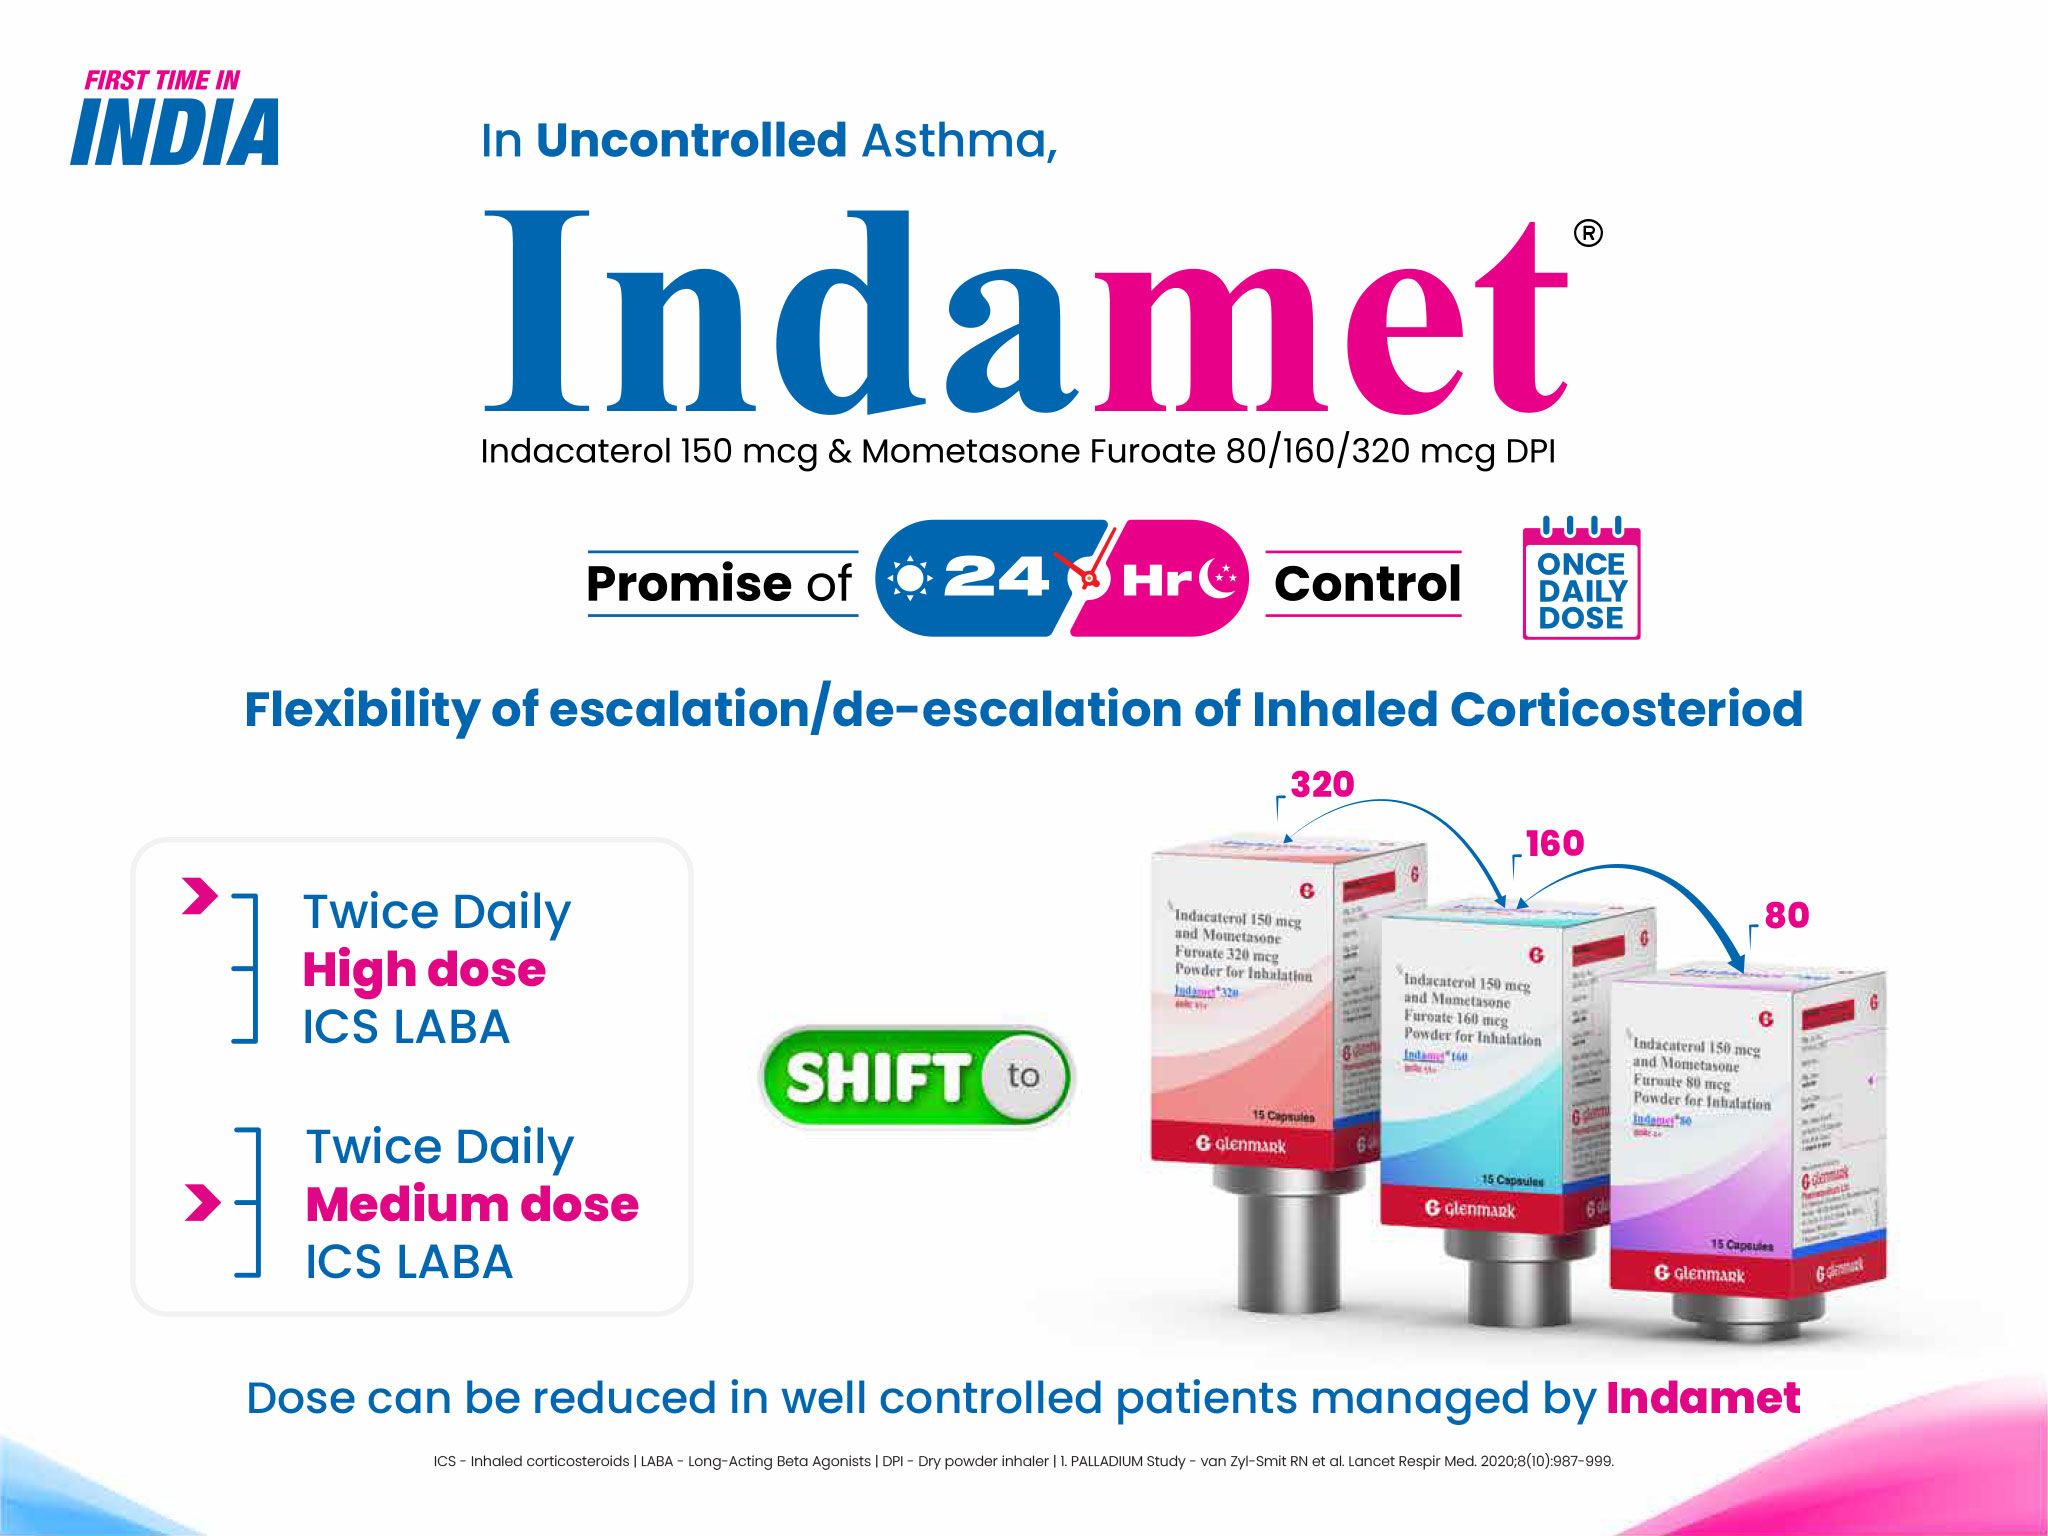 FIRST TIME IN
INDIA
In Uncontrolled Asthma,
Indamet®
Indacaterol 150 mcg & Mometasone Furoate 80/160/320 mcg DPI
Promise of 24 Hr Control
ONCE
DAILY
DOSE
Flexibility of escalation/de-escalation of Inhaled Corticosteriod
Twice Daily
High dose
ICS LABA
Twice Daily
Medium dose
ICS LABA
SHIFT to
320
160
80
Indacaterol 150 mcg
and Mometasone
Furoate 320 mcg
Powder for Inhalation
Indamet®320
15 Capsules
glenmark
Indacaterol 150 mcg
and Mometasone
Furoate 160 mcg
Powder for Inhalation
Indamet®160
15 Capsules
glenmark
Indacaterol 150 mcg
and Mometasone
Furoate 80 mcg
Powder for Inhalation
Indamet®80
15 Capsules
glenmark
glenmark
Dose can be reduced in well controlled patients managed by Indamet
ICS - Inhaled corticosteroids | LABA - Long-Acting Beta Agonists | DPI - Dry powder inhaler | 1. PALLADIUM Study - van Zyl-Smit RN et al. Lancet Respir Med. 2020;8(10):987-999.